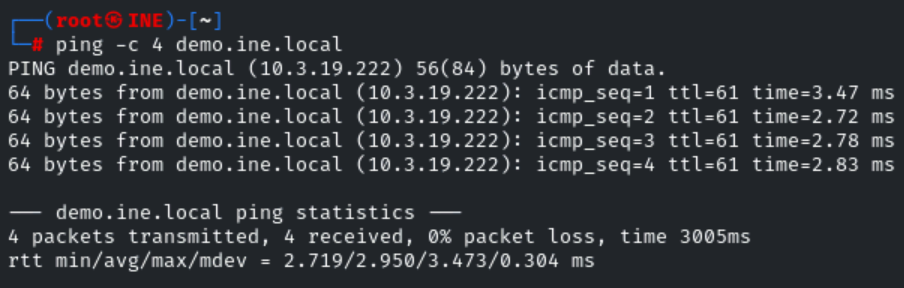 ┌──(root㉿INE)-[~]
└─# ping -c 4 demo.ine.local
PING demo.ine.local (10.3.19.222) 56(84) bytes of data.
64 bytes from demo.ine.local (10.3.19.222): icmp_seq=1 ttl=61 time=3.47 ms
64 bytes from demo.ine.local (10.3.19.222): icmp_seq=2 ttl=61 time=2.72 ms
64 bytes from demo.ine.local (10.3.19.222): icmp_seq=3 ttl=61 time=2.78 ms
64 bytes from demo.ine.local (10.3.19.222): icmp_seq=4 ttl=61 time=2.83 ms

--- demo.ine.local ping statistics ---
4 packets transmitted, 4 received, 0% packet loss, time 3005ms
rtt min/avg/max/mdev = 2.719/2.950/3.473/0.304 ms